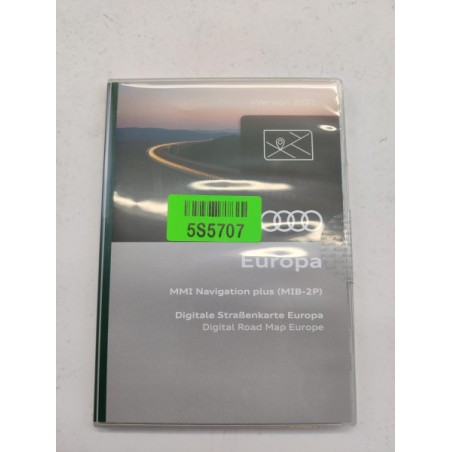 5S5707
Europa
MMI Navigation plus (MIB-2P)
Digitale Straßenkarte Europa
Digital Road Map Europe